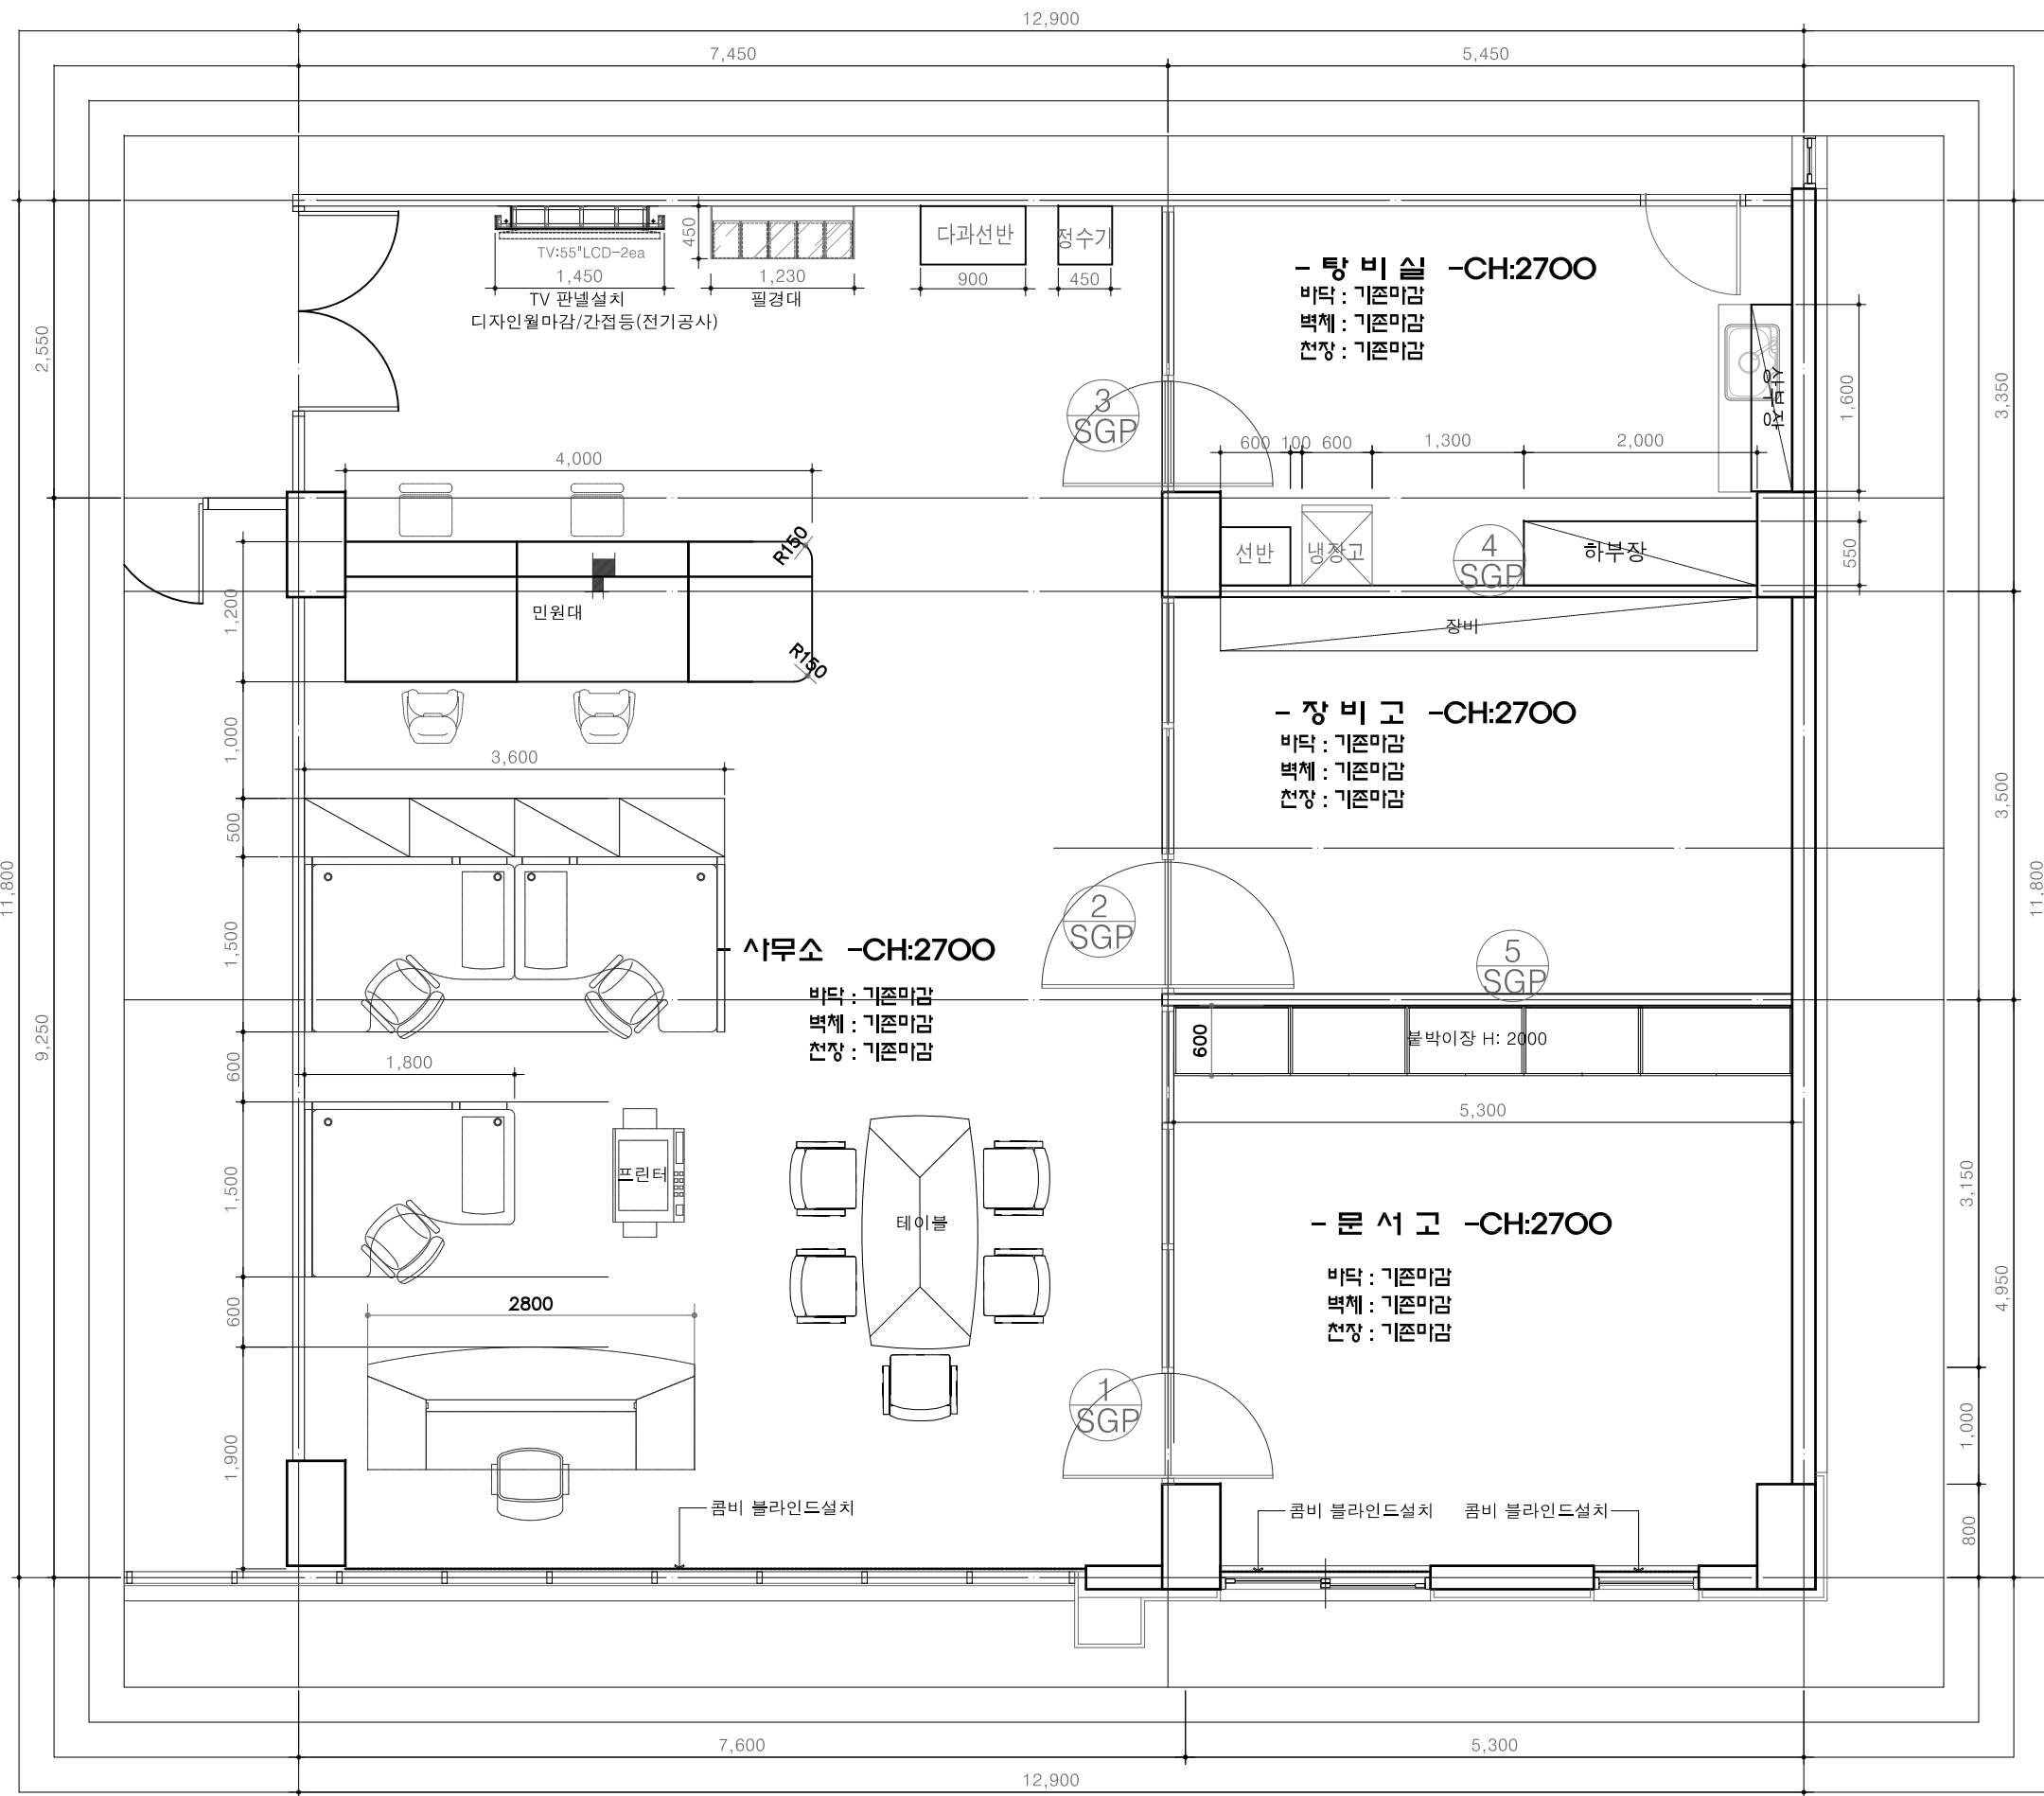 12,900
7,450
5,450
TV:55"LCD-2ea
1,450
TV 판넬설치
디자인월마감/간접등(전기공사)
450
1,230
필경대
다과선반
900
정수기
450
- 탕 비 실 -CH:2700
바닥 : 기존마감
벽체 : 기존마감
천장 : 기존마감
2,550
3,350
1,600
3
SGP
600
100
600
1,300
2,000
4,000
R150
선반
냉장고
4
SGP
하부장
550
1,200
민원대
장비
R150
1,000
- 장 비 고 -CH:2700
바닥 : 기존마감
벽체 : 기존마감
천장 : 기존마감
3,600
3,500
500
11,800
11,800
2
SGP
1,500
- 사무소 -CH:2700
바닥 : 기존마감
벽체 : 기존마감
천장 : 기존마감
5
SGP
9,250
600
붙박이장 H: 2000
600
1,800
5,300
1,500
프린터
3,150
테이블
- 문 서 고 -CH:2700
바닥 : 기존마감
벽체 : 기존마감
천장 : 기존마감
4,950
600
2800
1
SGP
1,000
1,900
콤비 블라인드설치
콤비 블라인드설치
콤비 블라인드설치
800
7,600
5,300
12,900